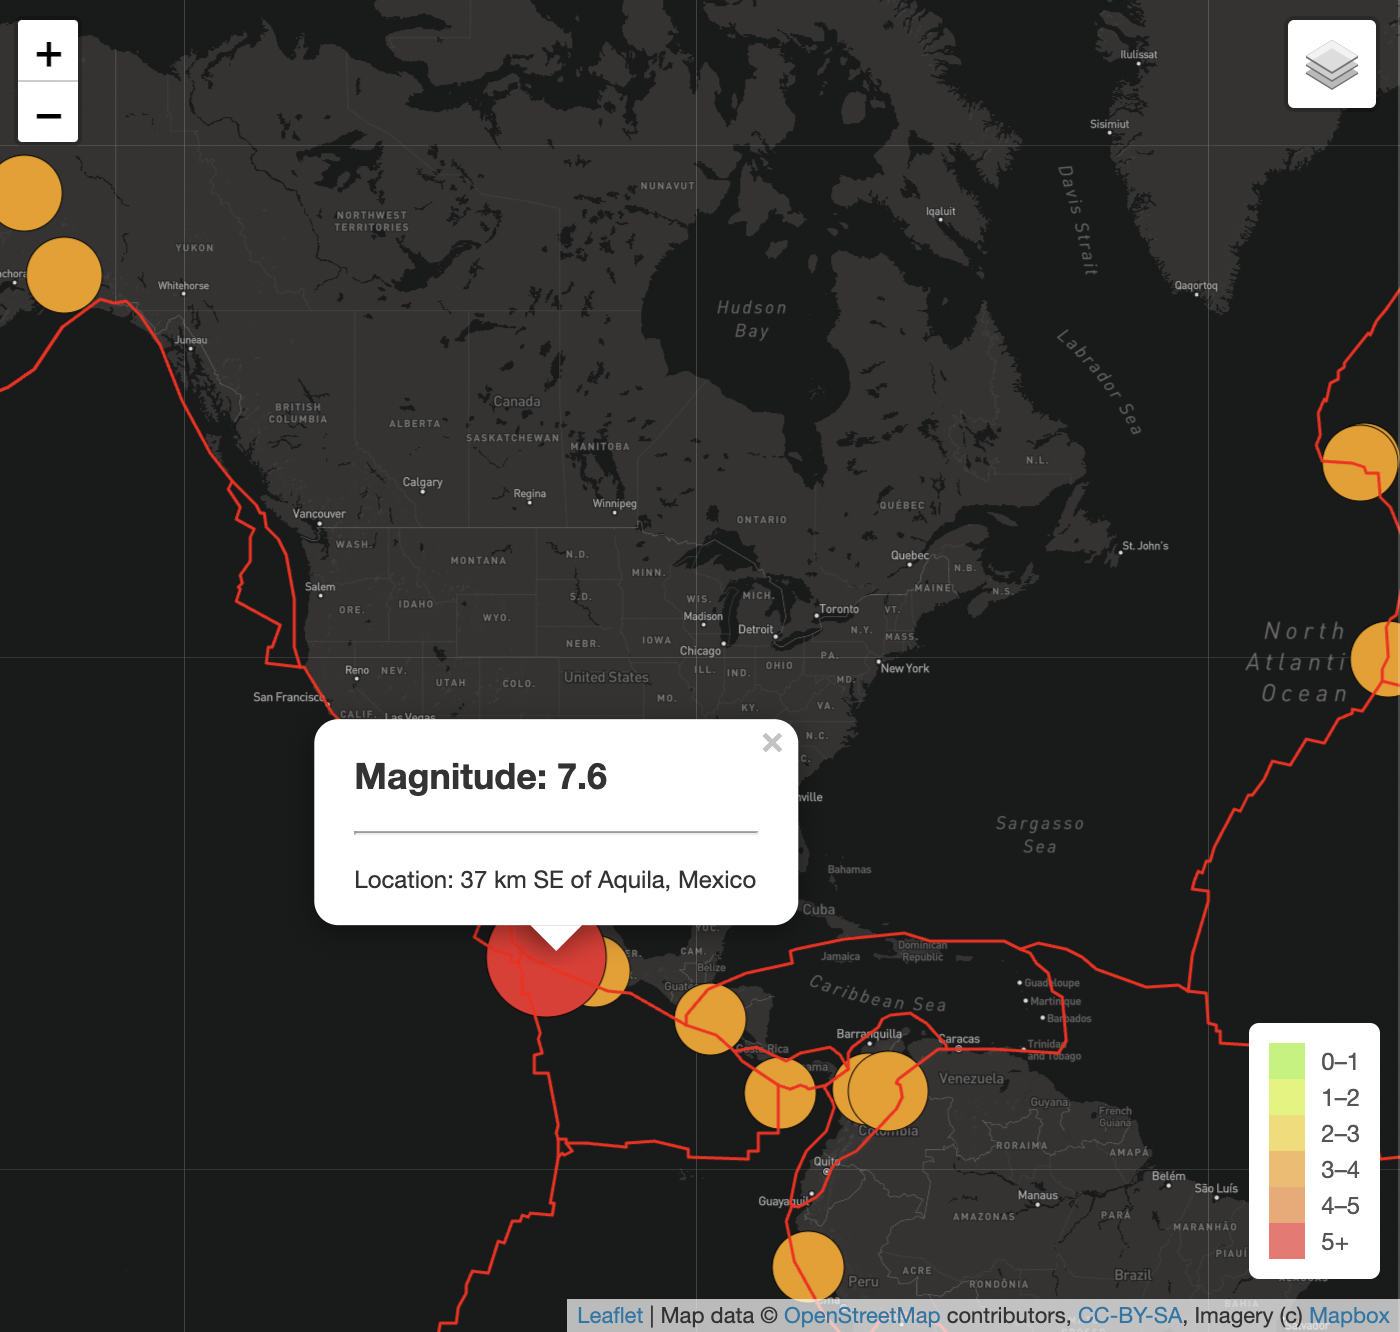 +
−
Ilulissat
Sisimiut
Davis Strait
NUNAVUT
Iqaluit
NORTHWEST
TERRITORIES
YUKON
Whitehorse
Qaqortoq
Hudson
Bay
Juneau
Labrador Sea
BRITISH
COLUMBIA
Canada
ALBERTA
SASKATCHEWAN
MANITOBA
N.L.
Calgary
Regina
Winnipeg
QUÉBEC
Vancouver
ONTARIO
WASH.
MONTANA
N.D.
St. John's
Quebec
N.B.
MINN.
Salem
MAINE
N.S.
ORE.
IDAHO
WYO.
S.D.
WIS.
MICH.
Madison
Toronto
VT.
Detroit
N.Y.
MASS.
NEBR.
IOWA
Chicago
North
Atlanti
Ocean
PA.
New York
Reno
NEV.
UTAH
COLO.
United States
ILL.
IND.
OHIO
MD.
San Francisco
CALIF.
Las Vegas
MO.
KY.
VA.
N.C.
×
Magnitude: 7.6
Location: 37 km SE of Aquila, Mexico
Sargasso
Sea
Bahamas
Cuba
CAM.
Belize
Jamaica
Dominican
Republic
Caribbean Sea
Guadeloupe
Martinique
Barbados
Costa Rica
Barranquilla
Caracas
Trinidad
and Tobago
Venezuela
Guyana
French
Guiana
Colombia
RORAIMA
AMAPÁ
Quito
Guayaquil
Manaus
Belém
São Luís
AMAZONAS
PARÁ
MARANHÃO
PIAUÍ
Peru
ACRE
RONDÔNIA
Brazil
0–1
1–2
2–3
3–4
4–5
5+
Leaflet | Map data © OpenStreetMap contributors, CC-BY-SA, Imagery (c) Mapbox